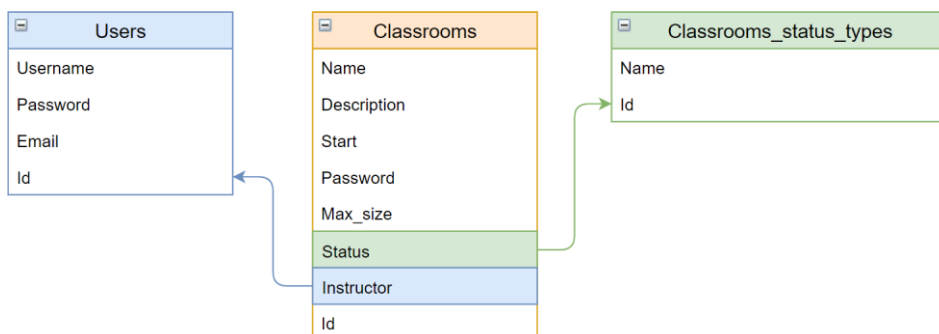 Users
Username
Password
Email
Id
Classrooms
Name
Description
Start
Password
Max_size
Status
Instructor
Id
Classrooms_status_types
Name
Id